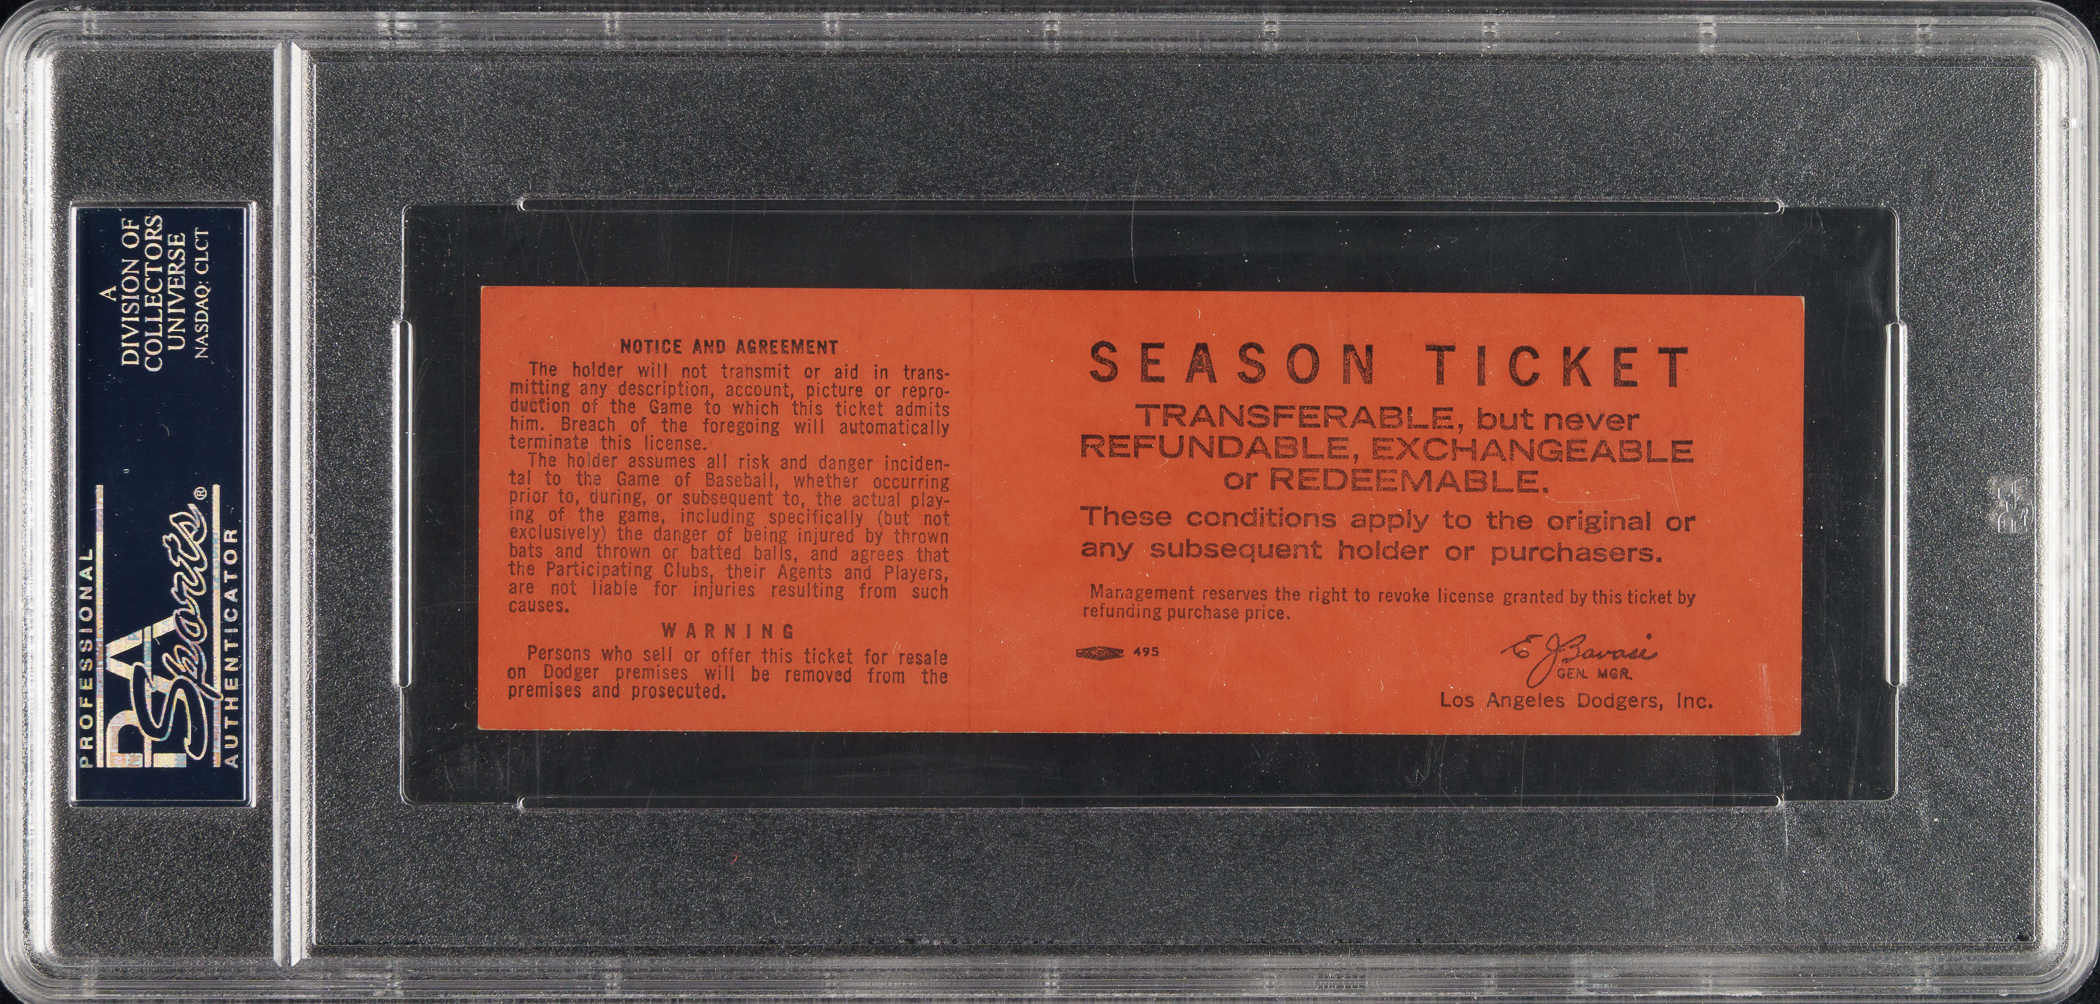 A
DIVISION OF
COLLECTORS
UNIVERSE
NASDAQ: CLCT
PROFESSIONAL
PSA
Sports®
AUTHENTICATOR
NOTICE AND AGREEMENT
The holder will not transmit or aid in trans-
mitting any description, account, picture or repro-
duction of the Game to which this ticket admits
him. Breach of the foregoing will automatically
terminate this license.
The holder assumes all risk and danger inciden-
tal to the Game of Baseball, whether occurring
prior to, during, or subsequent to, the actual play-
ing of the game, including specifically (but not
exclusively) the danger of being injured by thrown
bats and thrown or batted balls, and agrees that
the Participating Clubs, their Agents and Players,
are not liable for injuries resulting from such
causes.
WARNING
Persons who sell or offer this ticket for resale
on Dodger premises will be removed from the
premises and prosecuted.
SEASON TICKET
TRANSFERABLE, but never
REFUNDABLE, EXCHANGEABLE
or REDEEMABLE.
These conditions apply to the original or
any subsequent holder or purchasers.
Management reserves the right to revoke license granted by this ticket by
refunding purchase price.
495
E J Bavasi
GEN. MGR.
Los Angeles Dodgers, Inc.